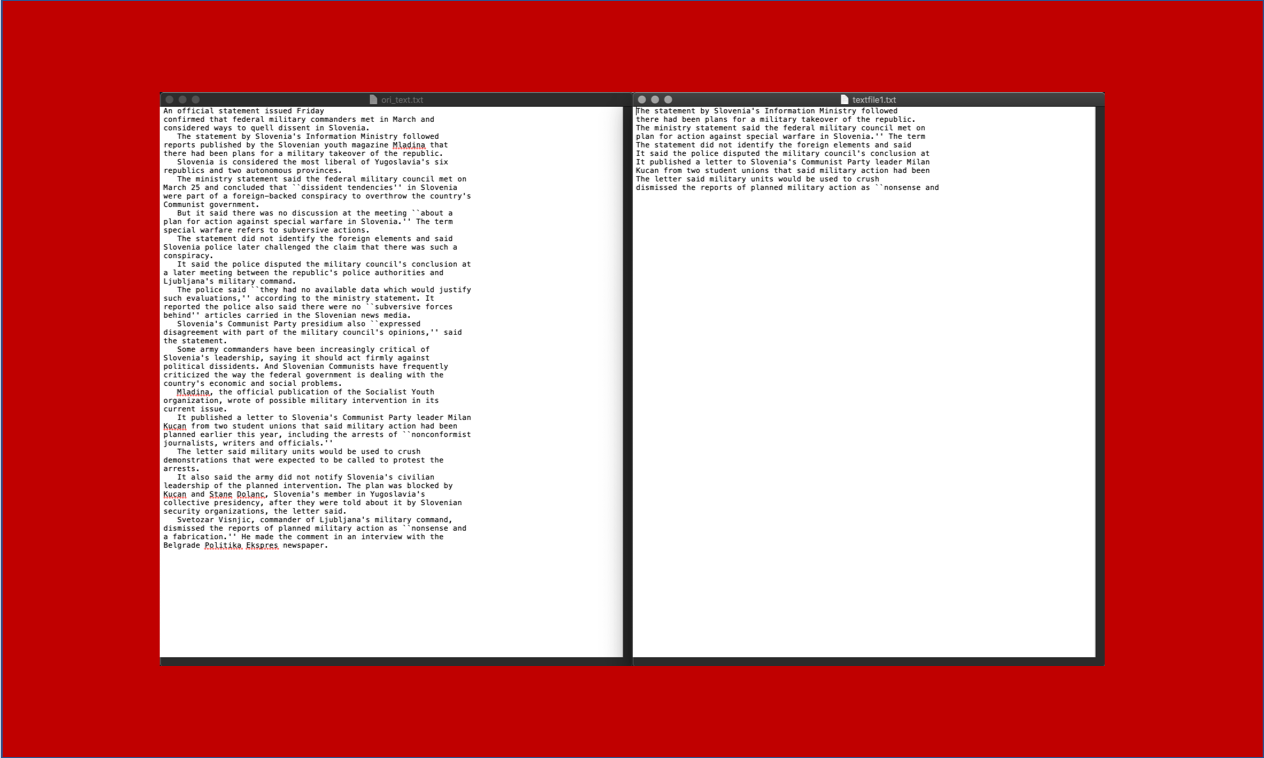 ori_text.txt
An official statement issued Friday
confirmed that federal military commanders met in March and
considered ways to quell dissent in Slovenia.
The statement by Slovenia's Information Ministry followed
reports published by the Slovenian youth magazine Mladina that
there had been plans for a military takeover of the republic.
Slovenia is considered the most liberal of Yugoslavia's six
republics and two autonomous provinces.
The ministry statement said the federal military council met on
March 25 and concluded that ``dissident tendencies'' in Slovenia
were part of a foreign-backed conspiracy to overthrow the country's
Communist government.
But it said there was no discussion at the meeting ``about a
plan for action against special warfare in Slovenia.'' The term
special warfare refers to subversive actions.
The statement did not identify the foreign elements and said
Slovenia police later challenged the claim that there was such a
conspiracy.
It said the police disputed the military council's conclusion at
a later meeting between the republic's police authorities and
Ljubljana's military command.
The police said ``they had no available data which would justify
such evaluations,'' according to the ministry statement. It
reported the police also said there were no ``subversive forces
behind'' articles carried in the Slovenian news media.
Slovenia's Communist Party presidium also ``expressed
disagreement with part of the military council's opinions,'' said
the statement.
Some army commanders have been increasingly critical of
Slovenia's leadership, saying it should act firmly against
political dissidents. And Slovenian Communists have frequently
criticized the way the federal government is dealing with the
country's economic and social problems.
Mladina, the official publication of the Socialist Youth
organization, wrote of possible military intervention in its
current issue.
It published a letter to Slovenia's Communist Party leader Milan
Kucan from two student unions that said military action had been
planned earlier this year, including the arrests of ``nonconformist
journalists, writers and officials.''
The letter said military units would be used to crush
demonstrations that were expected to be called to protest the
arrests.
It also said the army did not notify Slovenia's civilian
leadership of the planned intervention. The plan was blocked by
Kucan and Stane Dolanc, Slovenia's member in Yugoslavia's
collective presidency, after they were told about it by Slovenian
security organizations, the letter said.
Svetozar Visnjic, commander of Ljubljana's military command,
dismissed the reports of planned military action as ``nonsense and
a fabrication.'' He made the comment in an interview with the
Belgrade Politika Ekspres newspaper.
textfile1.txt
The statement by Slovenia's Information Ministry followed
there had been plans for a military takeover of the republic.
The ministry statement said the federal military council met on
plan for action against special warfare in Slovenia.'' The term
The statement did not identify the foreign elements and said
It said the police disputed the military council's conclusion at
It published a letter to Slovenia's Communist Party leader Milan
Kucan from two student unions that said military action had been
The letter said military units would be used to crush
dismissed the reports of planned military action as ``nonsense and